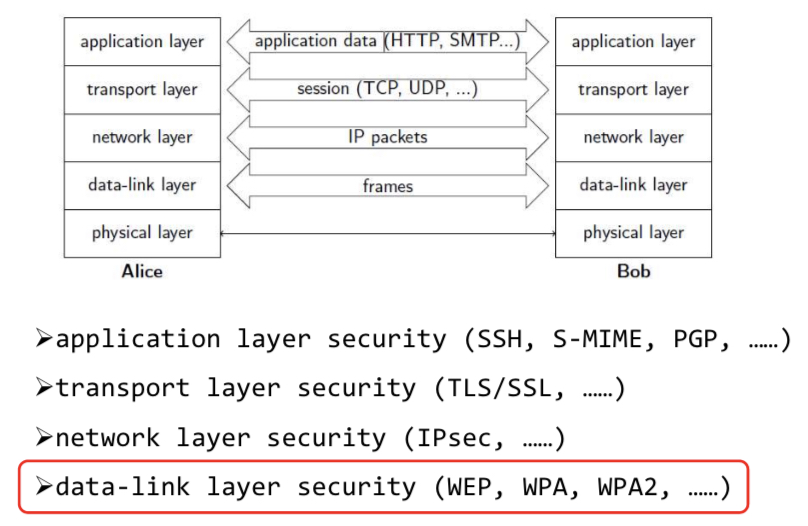 application layer application data (HTTP, SMTP...) application layer
transport layer session (TCP, UDP, ...) transport layer
network layer IP packets network layer
data-link layer frames data-link layer
physical layer physical layer
Alice Bob
➢application layer security (SSH, S-MIME, PGP, ……)
➢transport layer security (TLS/SSL, ……)
➢network layer security (IPsec, ……)
➢data-link layer security (WEP, WPA, WPA2, ……)